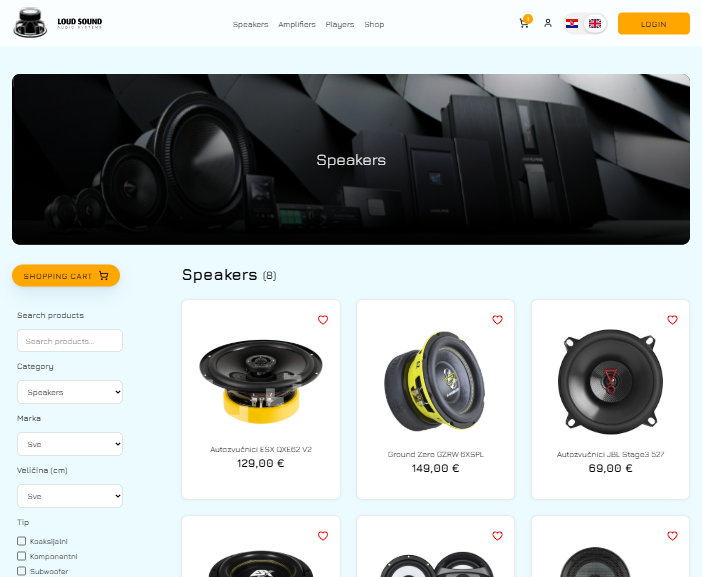 LOUD SOUND
AUDIO SISTEMS
Speakers Amplifiers Players Shop
1
LOGIN
Speakers
SHOPPING CART
Speakers (8)
Search products
Search products...
Category
Speakers
Marka
Sve
Veličina (cm)
Sve
Tip
Koaksijalni
Komponentni
Subwoofer
Autozvučnici ESX QXE62 V2
129,00 €
Ground Zero GZRW 6XSPL
149,00 €
Autozvučnici JBL Stage3 527
69,00 €